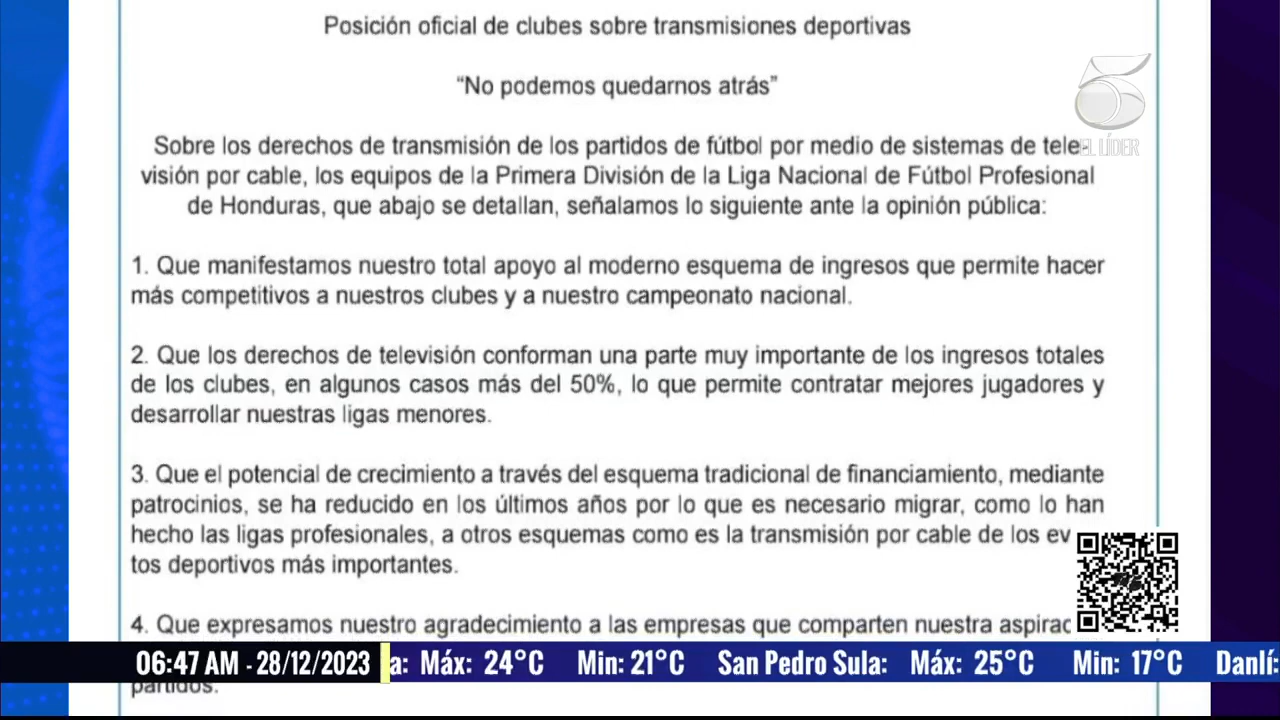 Posición oficial de clubes sobre transmisiones deportivas
“No podemos quedarnos atrás”
Sobre los derechos de transmisión de los partidos de fútbol por medio de sistemas de tele-
visión por cable, los equipos de la Primera División de la Liga Nacional de Fútbol Profesional
de Honduras, que abajo se detallan, señalamos lo siguiente ante la opinión pública:
5
EL LÍDER
1. Que manifestamos nuestro total apoyo al moderno esquema de ingresos que permite hacer
más competitivos a nuestros clubes y a nuestro campeonato nacional.
2. Que los derechos de televisión conforman una parte muy importante de los ingresos totales
de los clubes, en algunos casos más del 50%, lo que permite contratar mejores jugadores y
desarrollar nuestras ligas menores.
3. Que el potencial de crecimiento a través del esquema tradicional de financiamiento, mediante
patrocinios, se ha reducido en los últimos años por lo que es necesario migrar, como lo han
hecho las ligas profesionales, a otros esquemas como es la transmisión por cable de los ev
tos deportivos más importantes.
4. Que expresamos nuestro agradecimiento a las empresas que comparten nuestra aspirac
06:47 AM - 28/12/2023 a: Máx: 24°C Min: 21°C San Pedro Sula: Máx: 25°C Min: 17°C Danlí:
partidos.